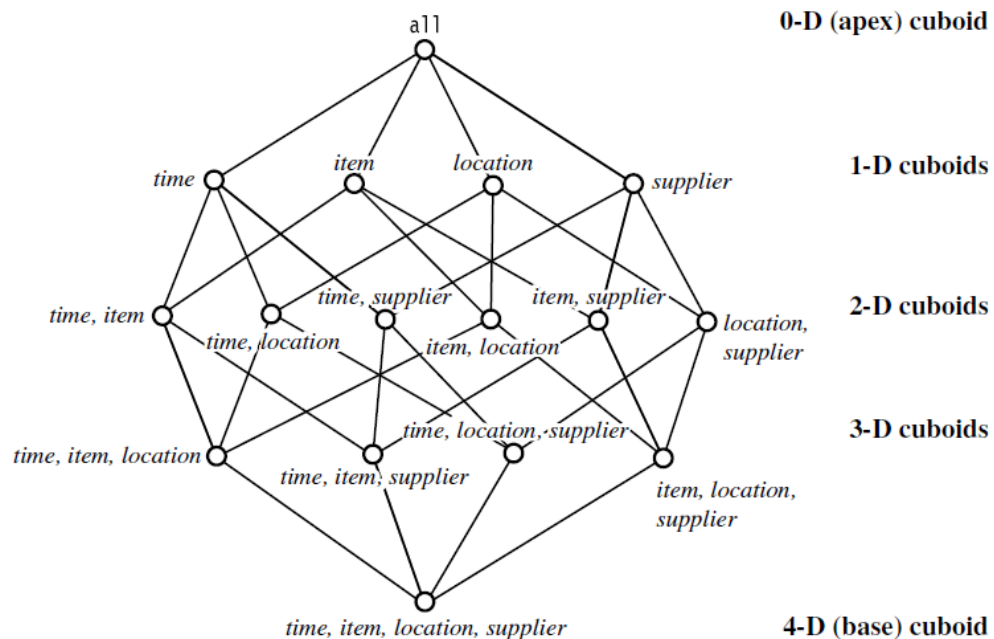 all
0-D (apex) cuboid
time
item
location
supplier
1-D cuboids
time, item
time, location
time, supplier
item, location
item, supplier
location,
supplier
2-D cuboids
time, item, location
time, item, supplier
time, location, supplier
item, location,
supplier
3-D cuboids
time, item, location, supplier
4-D (base) cuboid